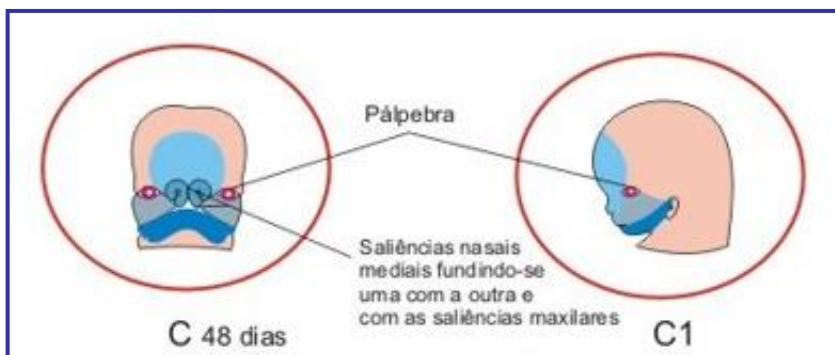 Pálpebra
Saliências nasais
mediais fundindo-se
uma com a outra e
com as saliências maxilares
C 48 dias
C1